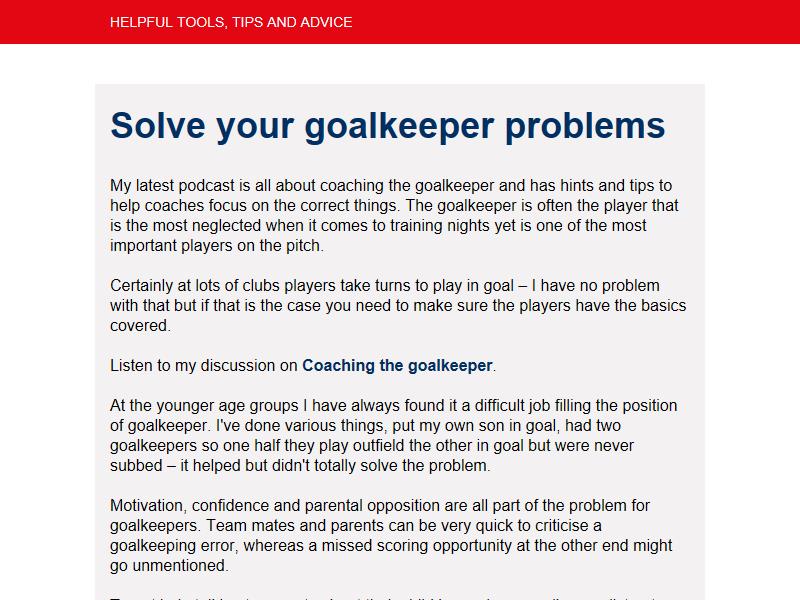 HELPFUL TOOLS, TIPS AND ADVICE
Solve your goalkeeper problems
My latest podcast is all about coaching the goalkeeper and has hints and tips to
help coaches focus on the correct things. The goalkeeper is often the player that
is the most neglected when it comes to training nights yet is one of the most
important players on the pitch.
Certainly at lots of clubs players take turns to play in goal – I have no problem
with that but if that is the case you need to make sure the players have the basics
covered.
Listen to my discussion on Coaching the goalkeeper.
At the younger age groups I have always found it a difficult job filling the position
of goalkeeper. I've done various things, put my own son in goal, had two
goalkeepers so one half they play outfield the other in goal but were never
subbed – it helped but didn't totally solve the problem.
Motivation, confidence and parental opposition are all part of the problem for
goalkeepers. Team mates and parents can be very quick to criticise a
goalkeeping error, whereas a missed scoring opportunity at the other end might
go unmentioned.